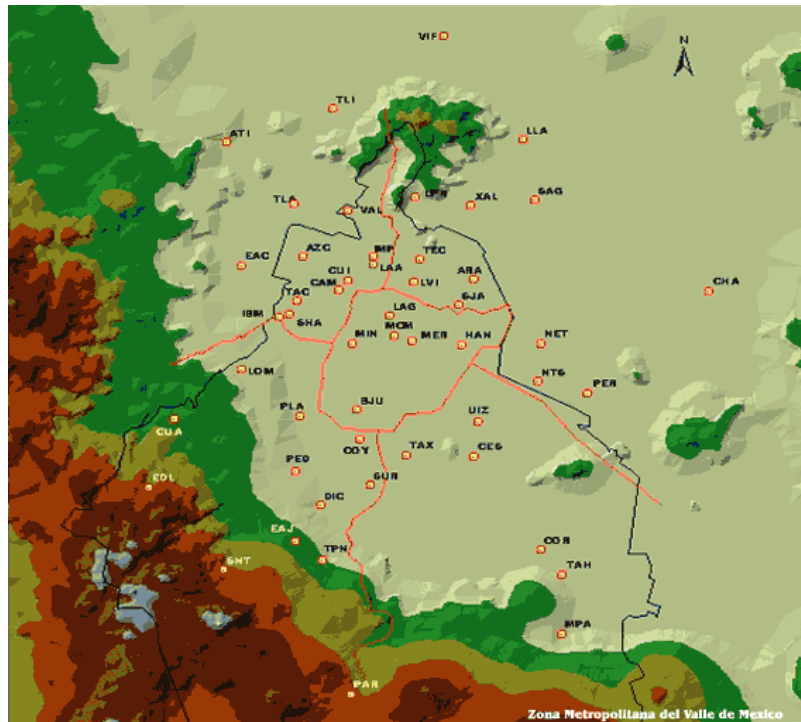 VIF
N
TLI
ATI
LLA
LPR
SAG
TLA
VAL
XAL
AZC
IMP
TEC
EAC
LAA
CUI
CAM
LVI
ARA
CHA
TAC
SJA
IBM
SHA
LAG
MCM
MIN
MER
HAN
NET
LOM
NTS
PER
PLA
BJU
UIZ
CUA
COY
TAX
CES
PED
SUR
EDL
DIC
EAJ
TPN
SNT
COR
TAH
MPA
PAR
Zona Metropolitana del Valle de Mexico